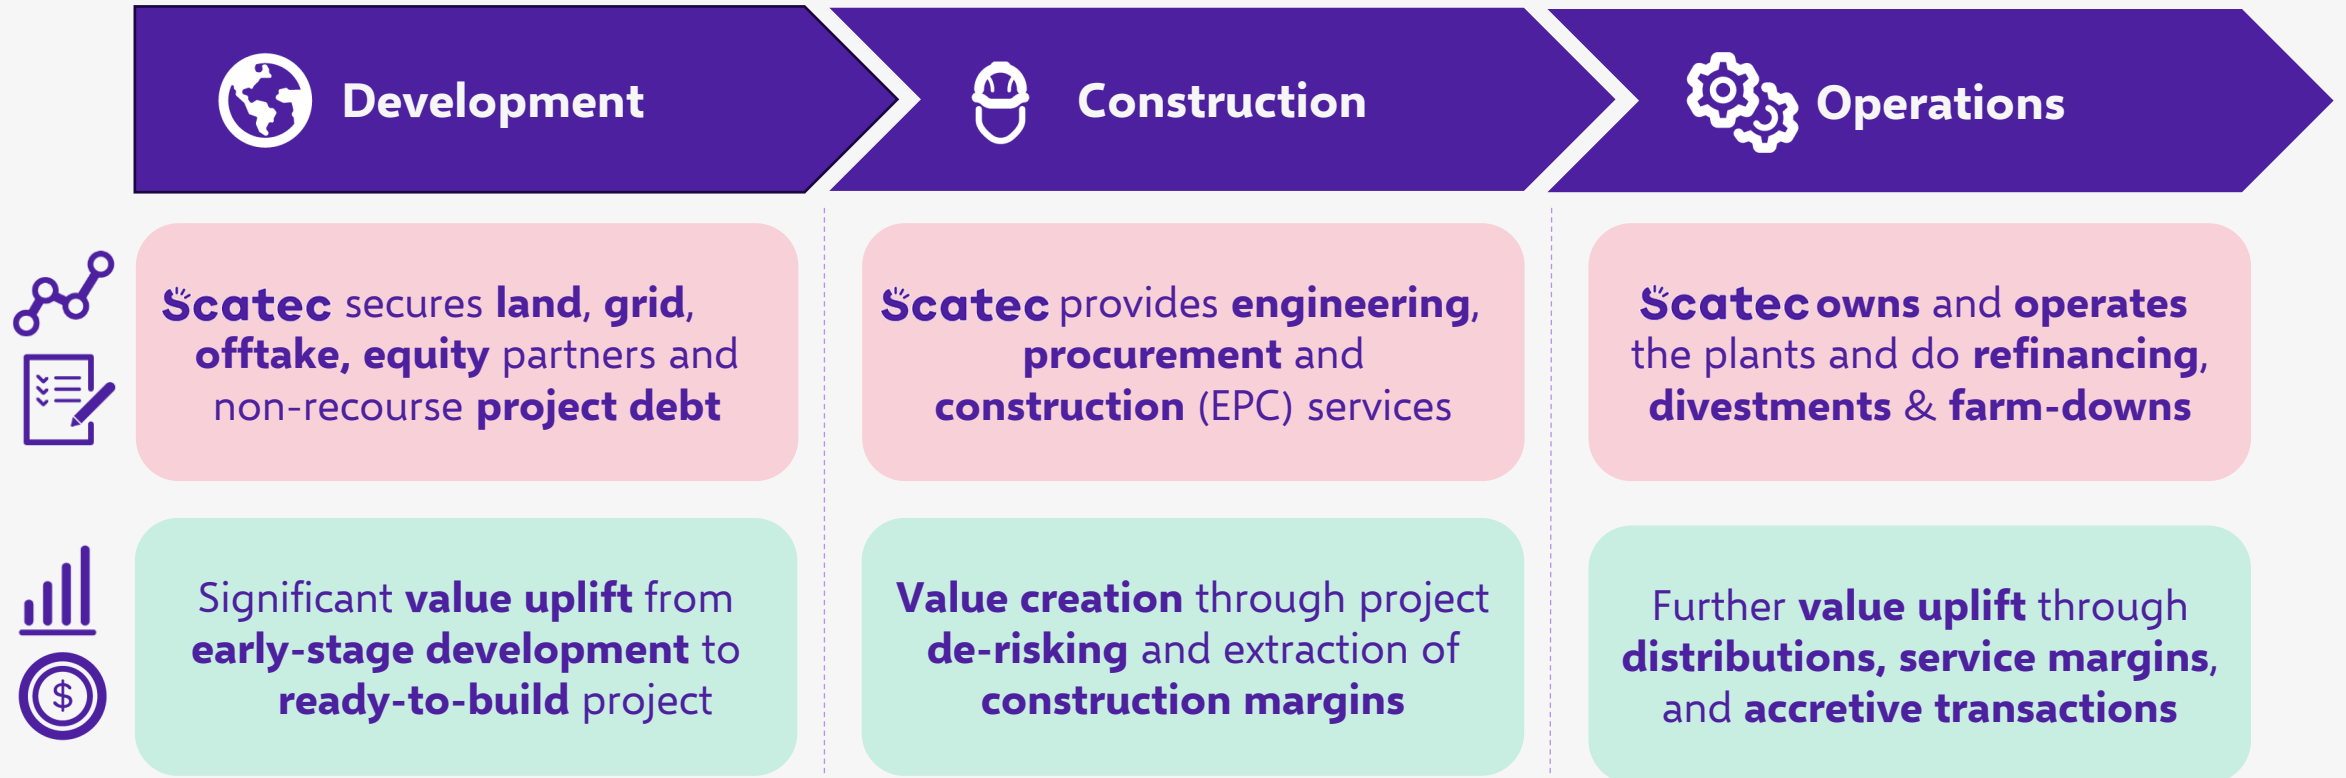 Development
Construction
Operations
Scatec secures land, grid,
offtake, equity partners and
non-recourse project debt
Scatec provides engineering,
procurement and
construction (EPC) services
Scatec owns and operates
the plants and do refinancing,
divestments & farm-downs
$
Significant value uplift from
early-stage development to
ready-to-build project
Value creation through project
de-risking and extraction of
construction margins
Further value uplift through
distributions, service margins,
and accretive transactions